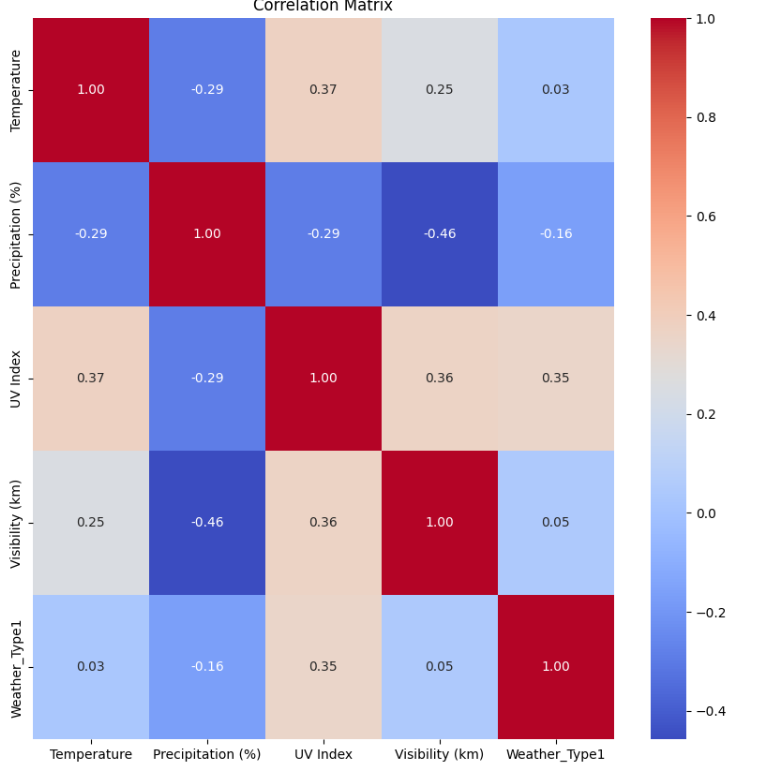 Correlation Matrix
Temperature 1.00 -0.29 0.37 0.25 0.03
Precipitation (%) -0.29 1.00 -0.29 -0.46 -0.16
UV Index 0.37 -0.29 1.00 0.36 0.35
Visibility (km) 0.25 -0.46 0.36 1.00 0.05
Weather_Type1 0.03 -0.16 0.35 0.05 1.00
Temperature Precipitation (%) UV Index Visibility (km) Weather_Type1
1.0
0.8
0.6
0.4
0.2
0.0
−0.2
−0.4